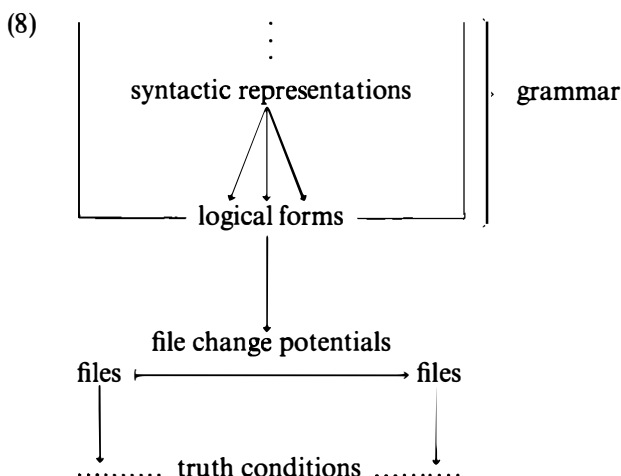 (8)
syntactic representations
grammar
logical forms
file change potentials
files files
.......... truth conditions ..........